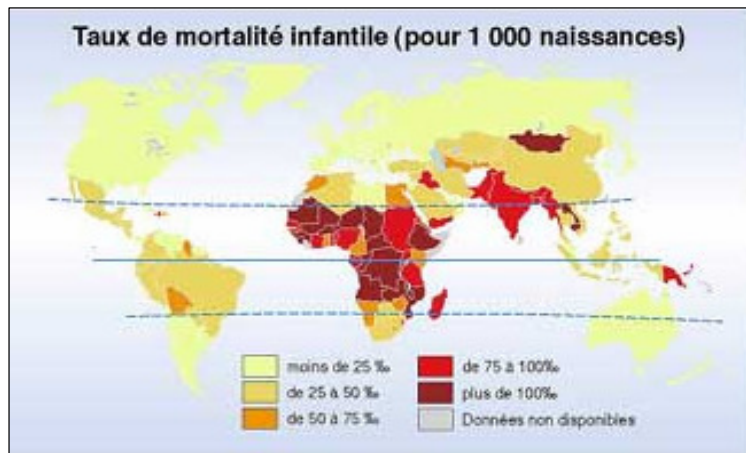 Taux de mortalité infantile (pour 1 000 naissances)
moins de 25 ‰
de 25 à 50 ‰
de 50 à 75 ‰
de 75 à 100‰
plus de 100‰
Données non disponibles